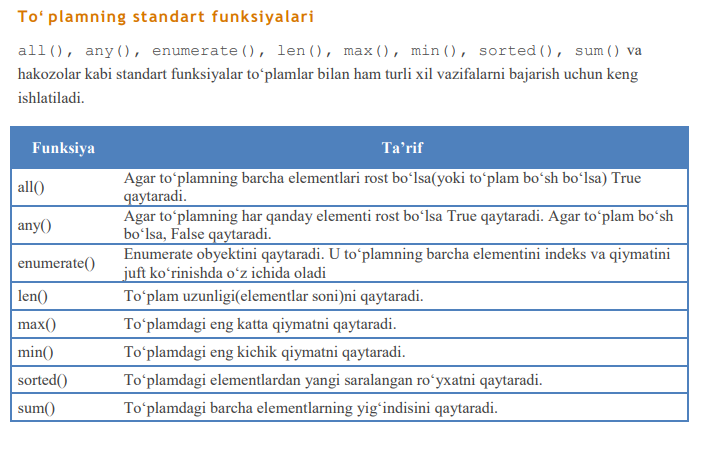 To‘plamning standart funksiyalari
all(), any(), enumerate(), len(), max(), min(), sorted(), sum() va
hakozolar kabi standart funksiyalar to‘plamlar bilan ham turli xil vazifalarni bajarish uchun keng
ishlatiladi.
Funksiya Ta’rif
all() Agar to‘plamning barcha elementlari rost bo‘lsa(yoki to‘plam bo‘sh bo‘lsa) True
qaytaradi.
any() Agar to‘plamning har qanday elementi rost bo‘lsa True qaytaradi. Agar to‘plam bo‘sh
bo‘lsa, False qaytaradi.
enumerate() Enumerate obyektini qaytaradi. U to‘plamning barcha elementini indeks va qiymatini
juft ko‘rinishda o‘z ichida oladi
len() To‘plam uzunligi(elementlar soni)ni qaytaradi.
max() To‘plamdagi eng katta qiymatni qaytaradi.
min() To‘plamdagi eng kichik qiymatni qaytaradi.
sorted() To‘plamdagi elementlardan yangi saralangan ro‘yxatni qaytaradi.
sum() To‘plamdagi barcha elementlarning yig‘indisini qaytaradi.